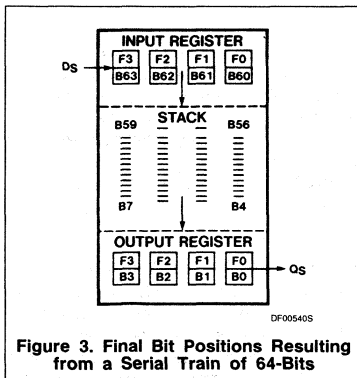 INPUT REGISTER
F3 F2 F1 F0
DS B63 B62 B61 B60
STACK
B59 B56
B7 B4
OUTPUT REGISTER
F3 F2 F1 F0
B3 B2 B1 B0 QS
DF00540S
Figure 3. Final Bit Positions Resulting
from a Serial Train of 64-Bits